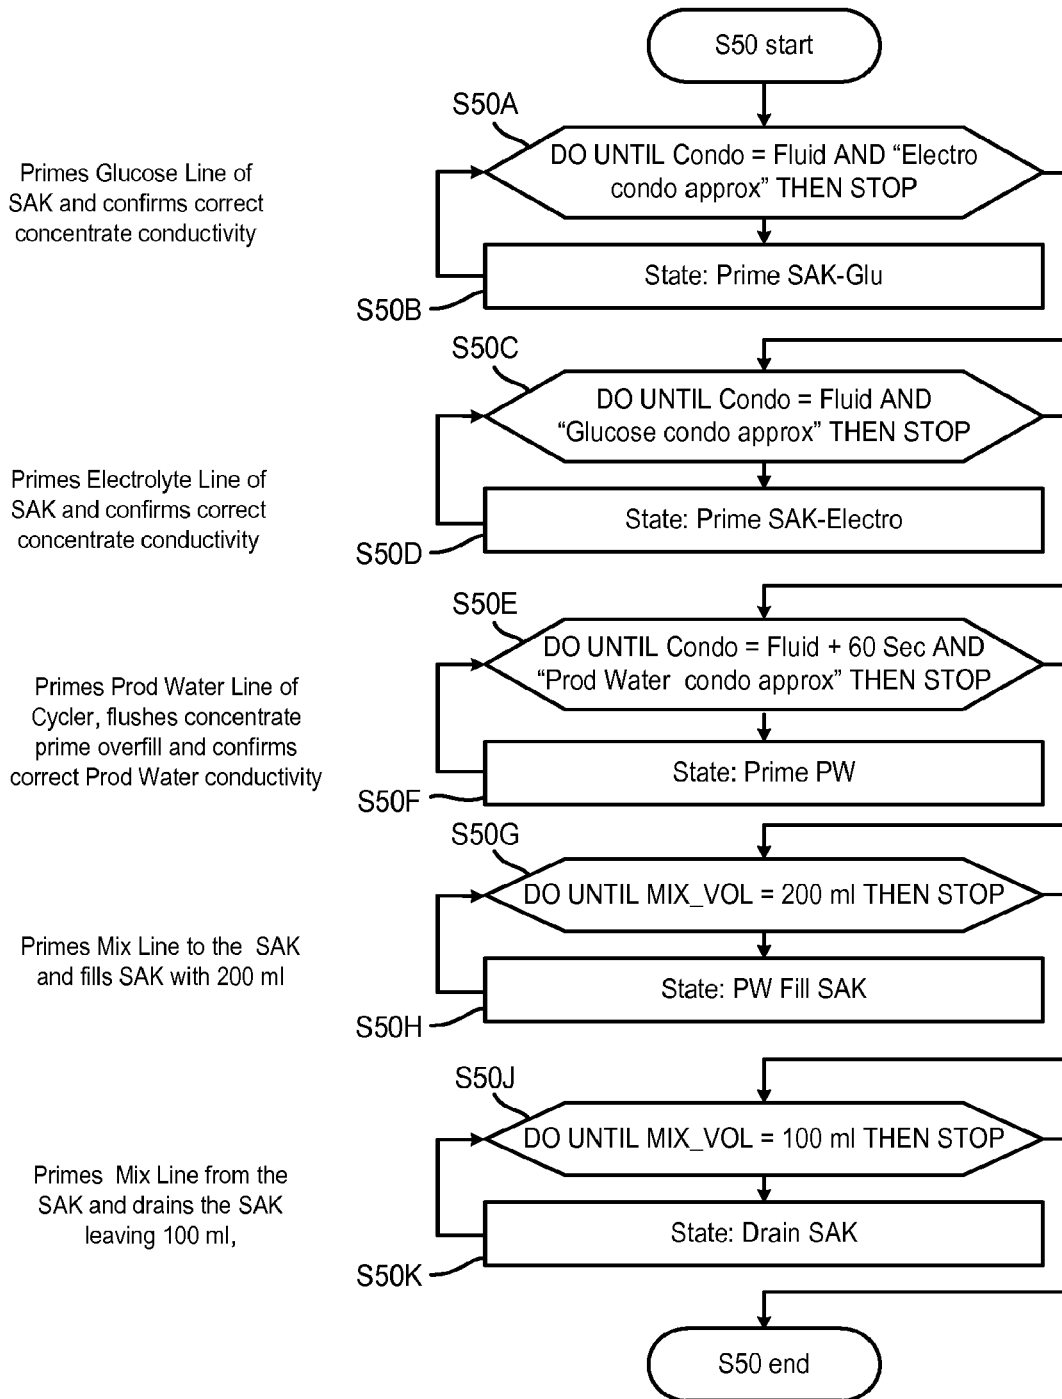 S50 start
S50A
Primes Glucose Line of
SAK and confirms correct
concentrate conductivity
DO UNTIL Condo = Fluid AND “Electro
condo approx” THEN STOP
State: Prime SAK-Glu
S50B
S50C
DO UNTIL Condo = Fluid AND
“Glucose condo approx” THEN STOP
Primes Electrolyte Line of
SAK and confirms correct
concentrate conductivity
State: Prime SAK-Electro
S50D
S50E
DO UNTIL Condo = Fluid + 60 Sec AND
“Prod Water condo approx” THEN STOP
Primes Prod Water Line of
Cycler, flushes concentrate
prime overfill and confirms
correct Prod Water conductivity
State: Prime PW
S50F
S50G
DO UNTIL MIX_VOL = 200 ml THEN STOP
Primes Mix Line to the SAK
and fills SAK with 200 ml
State: PW Fill SAK
S50H
S50J
DO UNTIL MIX_VOL = 100 ml THEN STOP
Primes Mix Line from the
SAK and drains the SAK
leaving 100 ml,
State: Drain SAK
S50K
S50 end